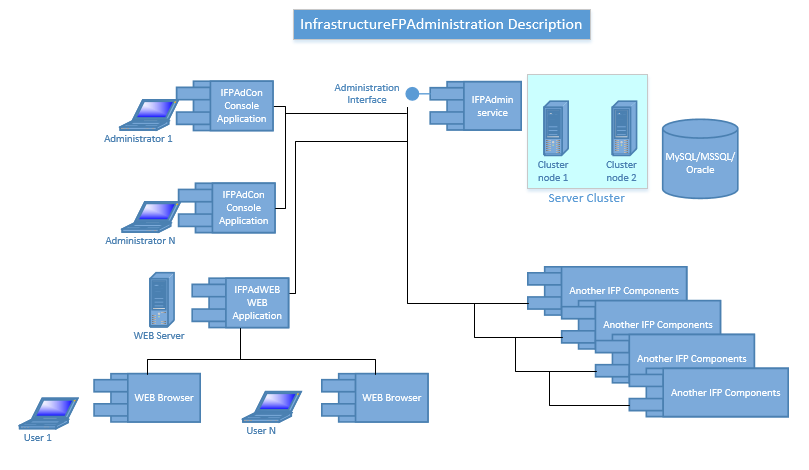 InfrastructureFPAdministration Description
IFPAdCon
Console
Application
Administrator 1
Administration
Interface
IFPAdmin
service
Cluster
node 1
Cluster
node 2
Server Cluster
MySQL/MSSQL/
Oracle
IFPAdCon
Console
Application
Administrator N
IFPAdWEB
WEB
Application
WEB Server
Another IFP Components
Another IFP Components
Another IFP Components
Another IFP Components
WEB Browser
User 1
WEB Browser
User N